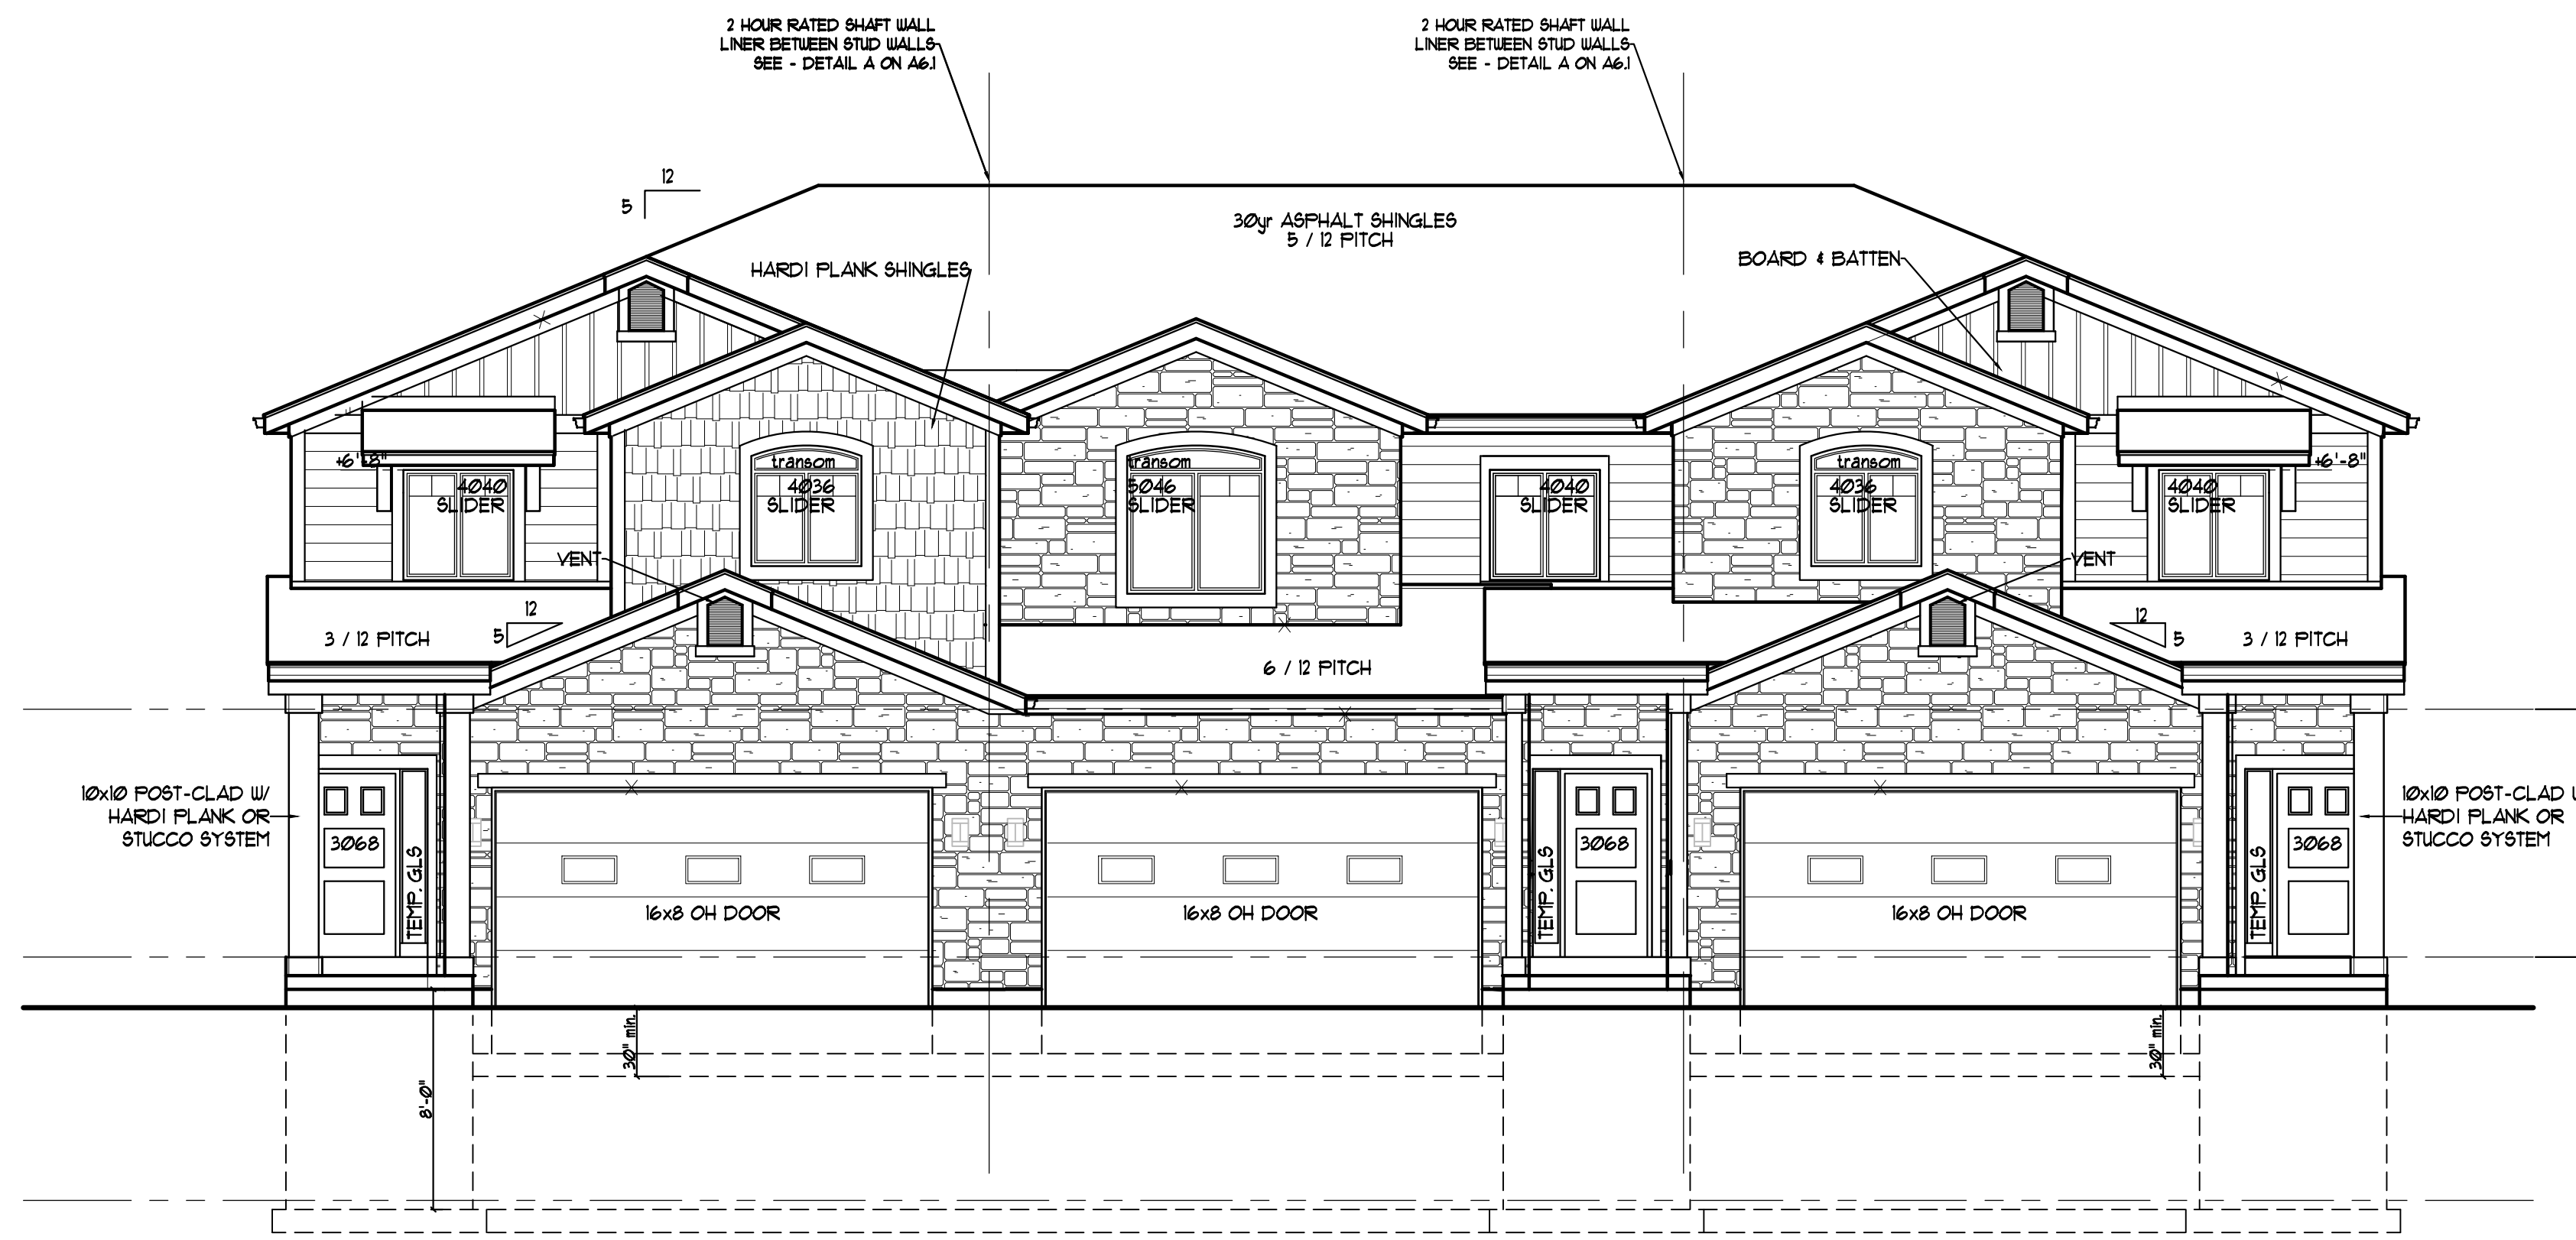 2 HOUR RATED SHAFT WALL
LINER BETWEEN STUD WALLS
SEE - DETAIL A ON A6.1
2 HOUR RATED SHAFT WALL
LINER BETWEEN STUD WALLS
SEE - DETAIL A ON A6.1
12
5
30yr ASPHALT SHINGLES
5 / 12 PITCH
HARDI PLANK SHINGLES
BOARD & BATTEN
+6'-8"
4040
SLIDER
transom
4036
SLIDER
transom
5046
SLIDER
4040
SLIDER
transom
4036
SLIDER
4040
SLIDER
+6'-8"
VENT
VENT
3 / 12 PITCH
12
5
6 / 12 PITCH
12
5
3 / 12 PITCH
10x10 POST-CLAD W/
HARDI PLANK OR
STUCCO SYSTEM
3068
TEMP. GLS
16x8 OH DOOR
16x8 OH DOOR
TEMP. GLS
3068
16x8 OH DOOR
TEMP. GLS
3068
10x10 POST-CLAD
HARDI PLANK OR
STUCCO SYSTEM
8'-0"
30" min.
30" min.